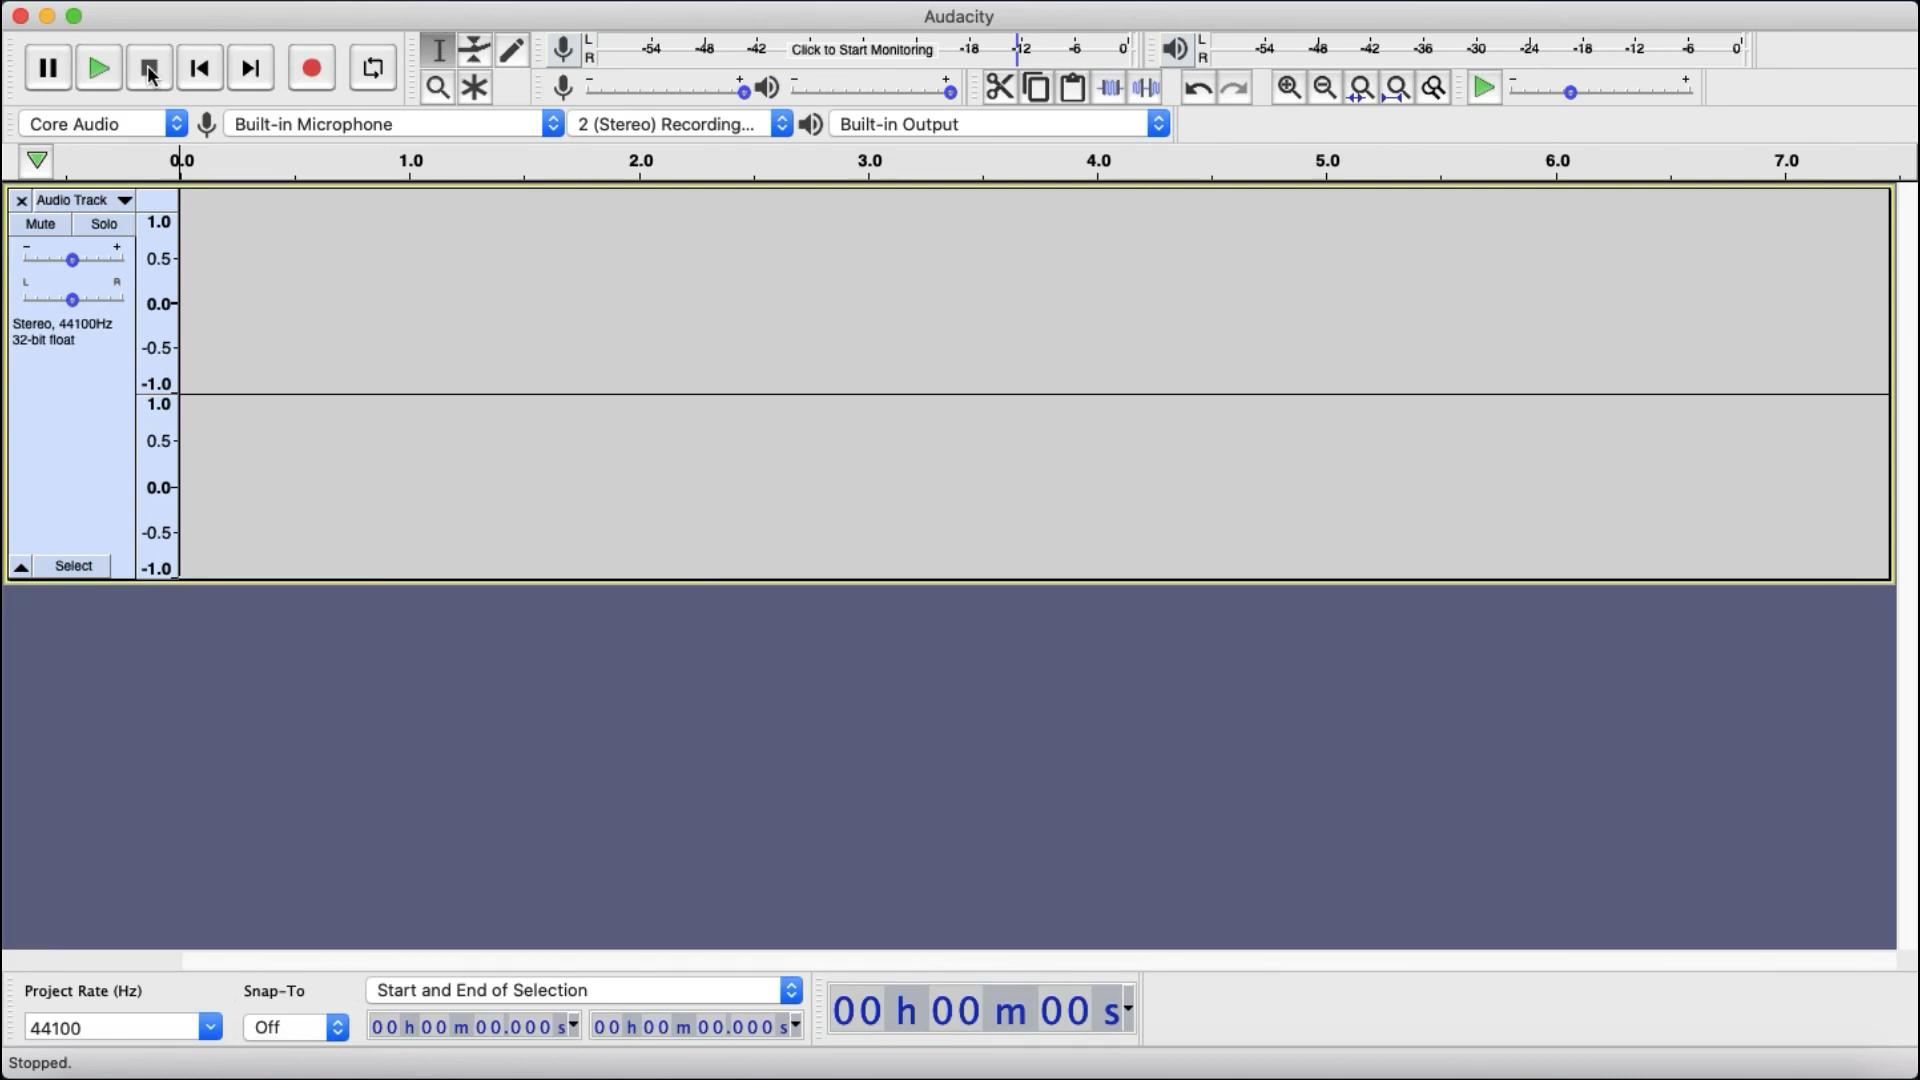 Audacity
L
R
-54 -48 -42 Click to Start Monitoring -18 -12 -6 0
L
R
-54 -48 -42 -36 -30 -24 -18 -12 -6 0
- +
- +
- +
Core Audio
Built-in Microphone
2 (Stereo) Recording...
Built-in Output
0.0 1.0 2.0 3.0 4.0 5.0 6.0 7.0
Audio Track
Mute Solo
- +
L R
Stereo, 44100Hz
32-bit float
Select
1.0
0.5
0.0
-0.5
-1.0
1.0
0.5
0.0
-0.5
-1.0
Project Rate (Hz)
44100
Snap-To
Off
Start and End of Selection
00 h 00 m 00.000 s
00 h 00 m 00.000 s
00 h 00 m 00 s
Stopped.